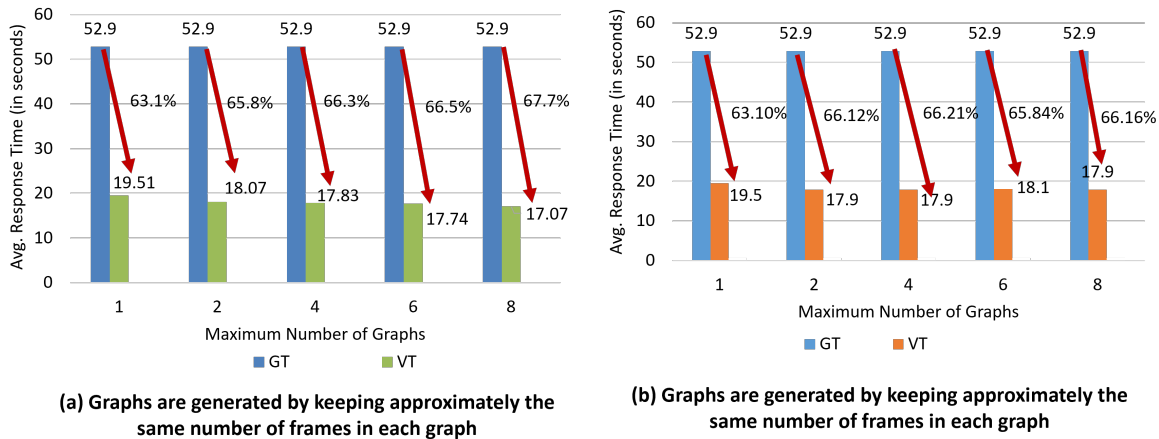 Avg. Response Time (in seconds)
60
50
40
30
20
10
0
52.9 52.9 52.9 52.9 52.9
63.1% 65.8% 66.3% 66.5% 67.7%
19.51 18.07 17.83 17.74 17.07
1 2 4 6 8
Maximum Number of Graphs
GT VT
(a) Graphs are generated by keeping approximately the
same number of frames in each graph
Avg. Response Time (in seconds)
60
50
40
30
20
10
0
52.9 52.9 52.9 52.9 52.9
63.10% 66.12% 66.21% 65.84% 66.16%
19.5 17.9 17.9 18.1 17.9
1 2 4 6 8
Maximum Number of Graphs
GT VT
(b) Graphs are generated by keeping approximately the
same number of frames in each graph